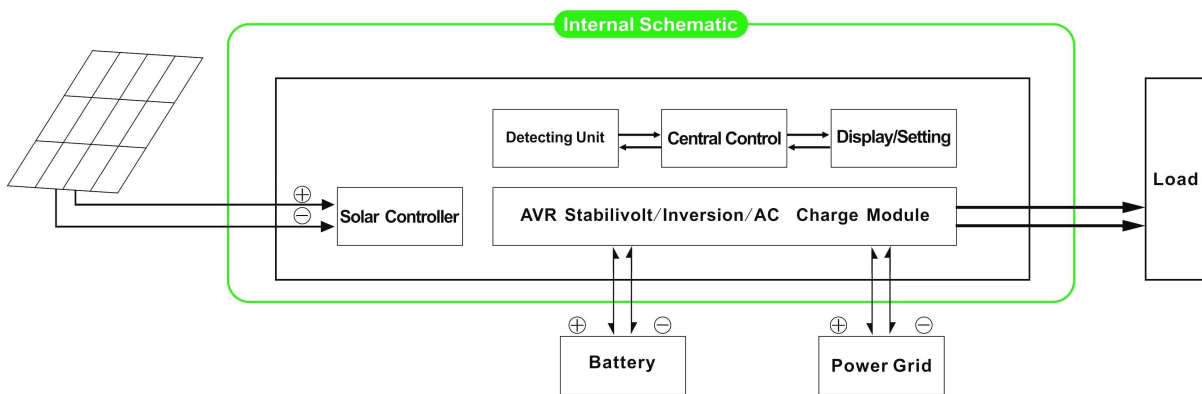 Internal Schematic
Detecting Unit
Central Control
Display/Setting
Load
⊕
⊖
Solar Controller
AVR Stabilivolt/Inversion/AC Charge Module
⊕ ⊖
⊕ ⊖
Battery
Power Grid